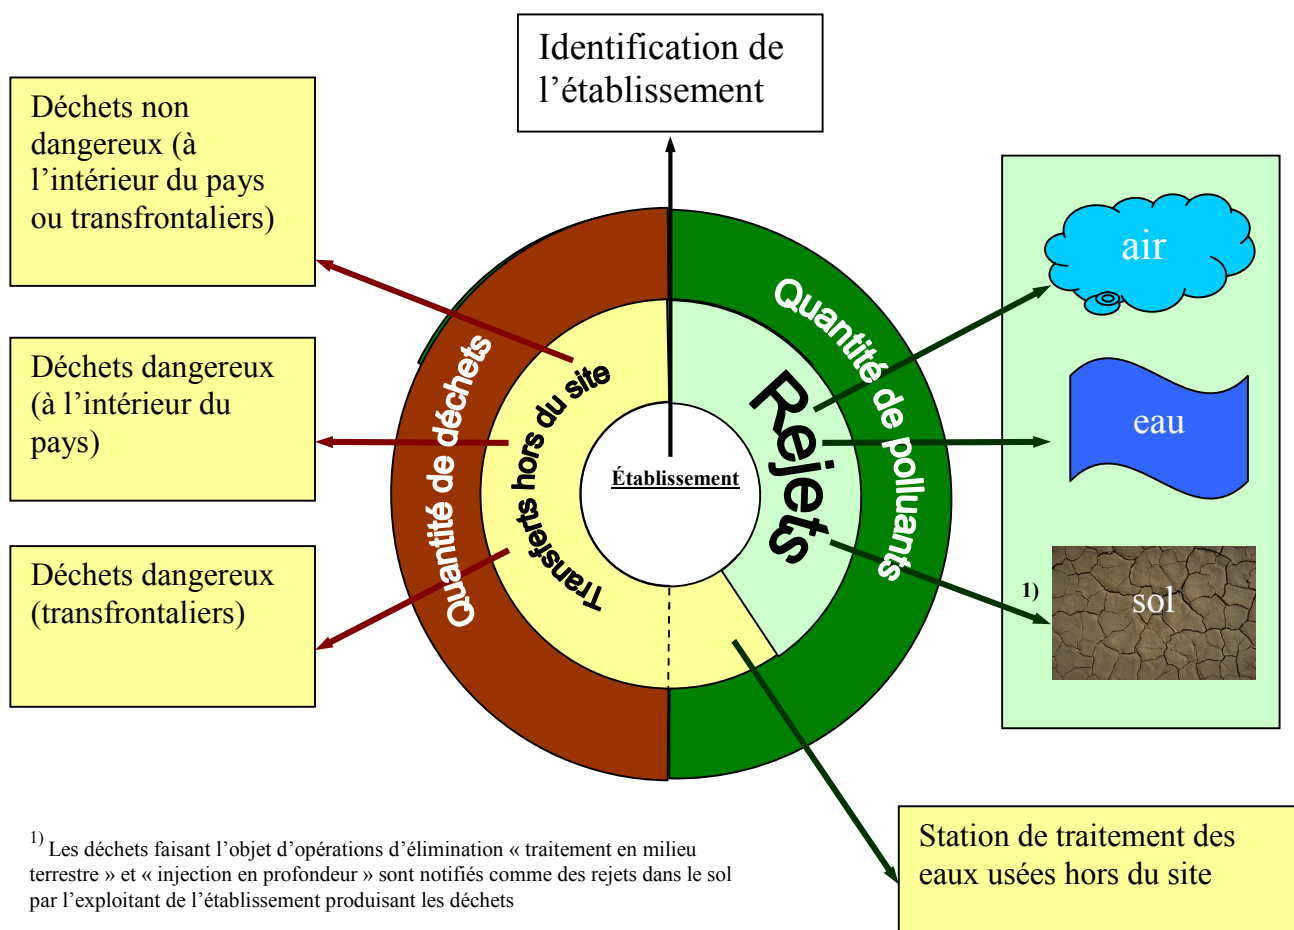 Identification de
l’établissement
Déchets non
dangereux (à
l’intérieur du pays
ou transfrontaliers)
Déchets dangereux
(à l’intérieur du
pays)
Déchets dangereux
(transfrontaliers)
Quantité de déchets
Transferts hors du site
Établissement
Rejets
Quantité de polluants
air
eau
1)
sol
Station de traitement des
eaux usées hors du site
1) Les déchets faisant l’objet d’opérations d’élimination « traitement en milieu
terrestre » et « injection en profondeur » sont notifiés comme des rejets dans le sol
par l’exploitant de l’établissement produisant les déchets